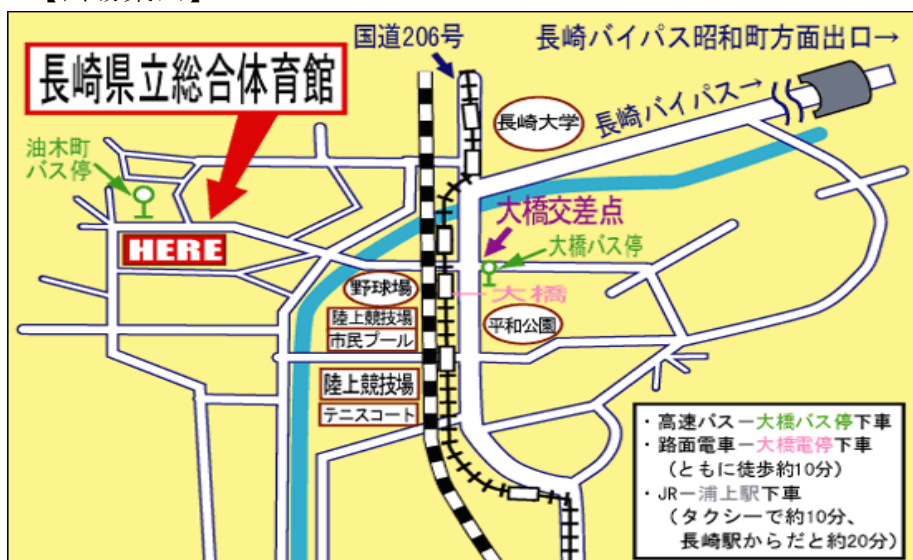 国道206号
長崎バイパス昭和町方面出口→
長崎県立総合体育館
長崎大学
長崎バイパス→
油木町
バス停
大橋交差点
大橋バス停
HERE
野球場
大橋
陸上競技場
市民プール
平和公園
陸上競技場
テニスコート
・高速バスー大橋バス停下車
・路面電車ー大橋電停下車
（ともに徒歩約10分）
・JRー浦上駅下車
（タクシーで約10分、
長崎駅からだと約20分）